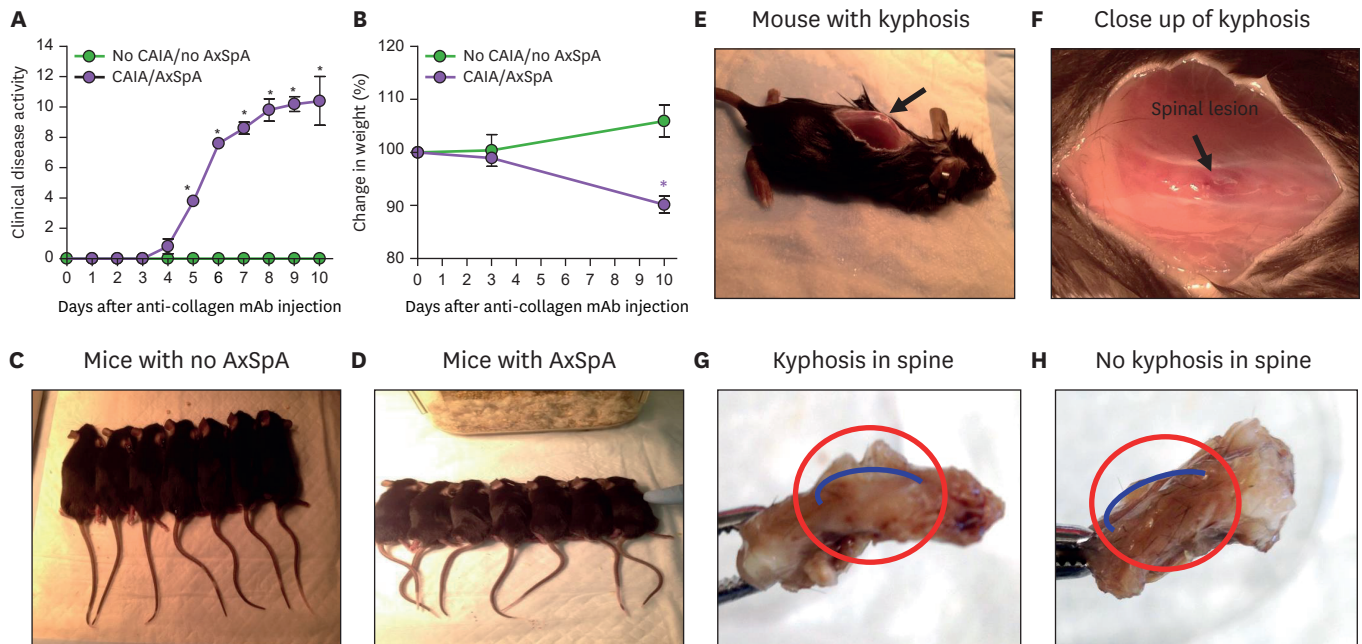 A
14
12
10
8
6
4
2
0
No CAIA/no AxSpA
CAIA/AxSpA
*
*
*
*
*
*
Clinical disease activity
0 1 2 3 4 5 6 7 8 9 10
Days after anti-collagen mAb injection
B
120
110
100
90
80
No CAIA/no AxSpA
CAIA/AxSpA
*
Change in weight (%)
0 1 2 3 4 5 6 7 8 9 10
Days after anti-collagen mAb injection
E Mouse with kyphosis
F Close up of kyphosis
Spinal lesion
C Mice with no AxSpA
D Mice with AxSpA
G Kyphosis in spine
H No kyphosis in spine